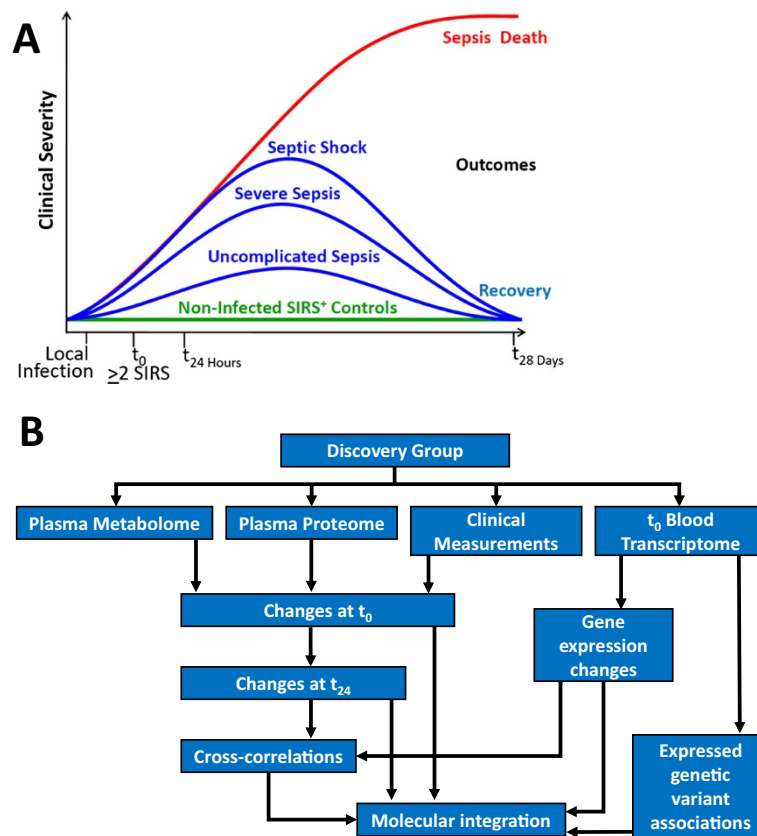 A
Clinical Severity
Sepsis Death
Septic Shock
Outcomes
Severe Sepsis
Uncomplicated Sepsis
Recovery
Non-Infected SIRS⁺ Controls
Local
Infection
t₀
≥2 SIRS
t₂₄ Hours
t₂₈ Days
B
Discovery Group
Plasma Metabolome
Plasma Proteome
Clinical
Measurements
t₀ Blood
Transcriptome
Changes at t₀
Gene
expression
changes
Changes at t₂₄
Cross-correlations
Expressed
genetic
variant
associations
Molecular integration